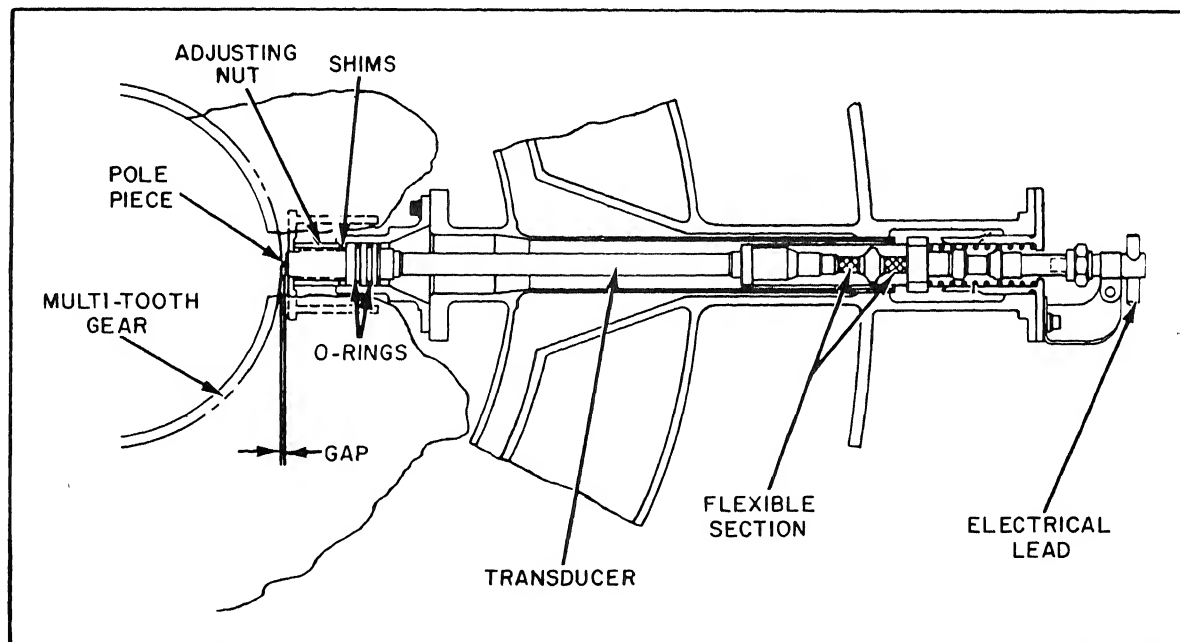 ADJUSTING
NUT
SHIMS
POLE
PIECE
MULTI-TOOTH
GEAR
O-RINGS
GAP
FLEXIBLE
SECTION
ELECTRICAL
LEAD
TRANSDUCER